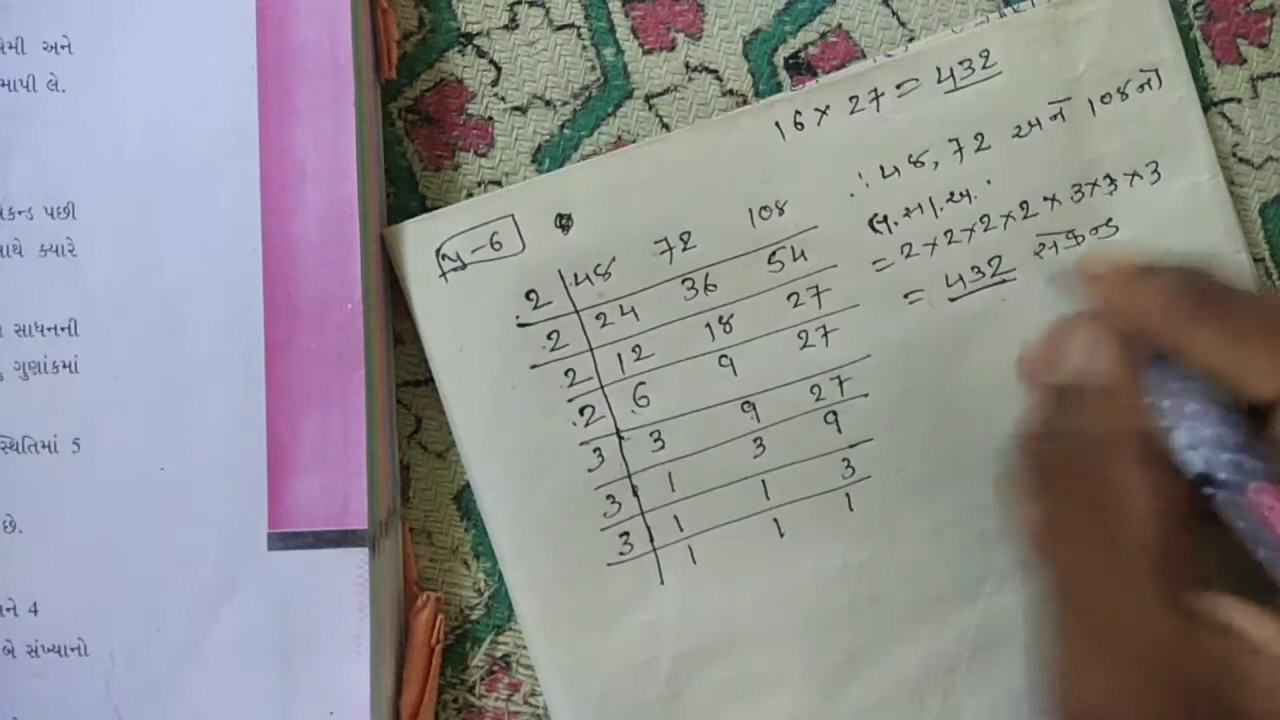 અને
માપી લે.
પછી
ક્યારે
સાધનની
ગુણાંકમાં
5
છે.
4
બે સંખ્યાનો
16 × 27 = 432
∴ 48, 72 અને 108નો
લ.સા.અ.
= 2×2×2×2×3×3×3
= 432 સેકન્ડ
પ્ર-6
48 72 108
2 24 36 54
2 12 18 27
2 6 9 27
2 3 9 27
3 1 3 9
3 1 1 3
3 1 1 1